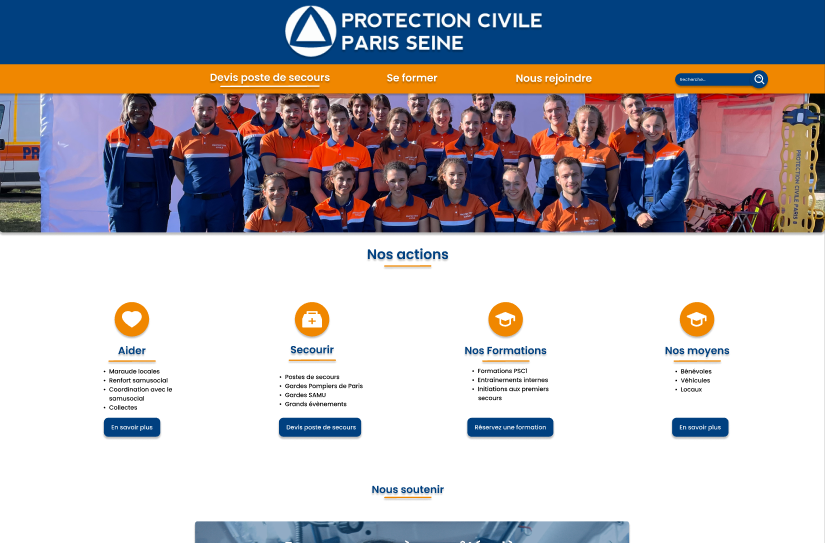 PROTECTION CIVILE
PARIS SEINE
Devis poste de secours
Se former
Nous rejoindre
Recherche...
PR
PROTECTION CIVILE PARIS
Nos actions
Aider
• Maraude locales
• Renfort samusocial
• Coordination avec le
samusocial
• Collectes
En savoir plus
Secourir
• Postes de secours
• Gardes Pompiers de Paris
• Gardes SAMU
• Grands événements
Devis poste de secours
Nos Formations
• Formations PSC1
• Entraînements internes
• Initiations aux premiers
secours
Réservez une formation
Nos moyens
• Bénévoles
• Véhicules
• Locaux
En savoir plus
Nous soutenir